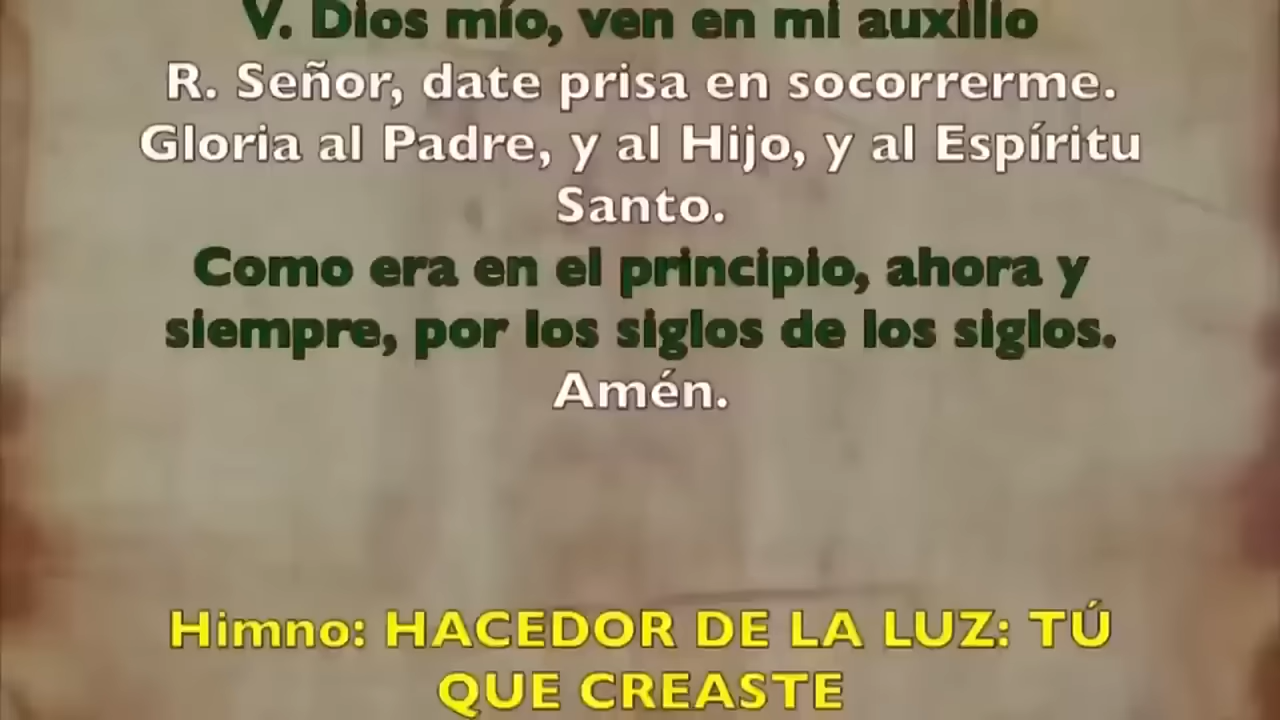 V. Dios mío, ven en mi auxilio
R. Señor, date prisa en socorrerme.
Gloria al Padre, y al Hijo, y al Espíritu
Santo.
Como era en el principio, ahora y
siempre, por los siglos de los siglos.
Amén.
Himno: HACEDOR DE LA LUZ: TÚ
QUE CREASTE